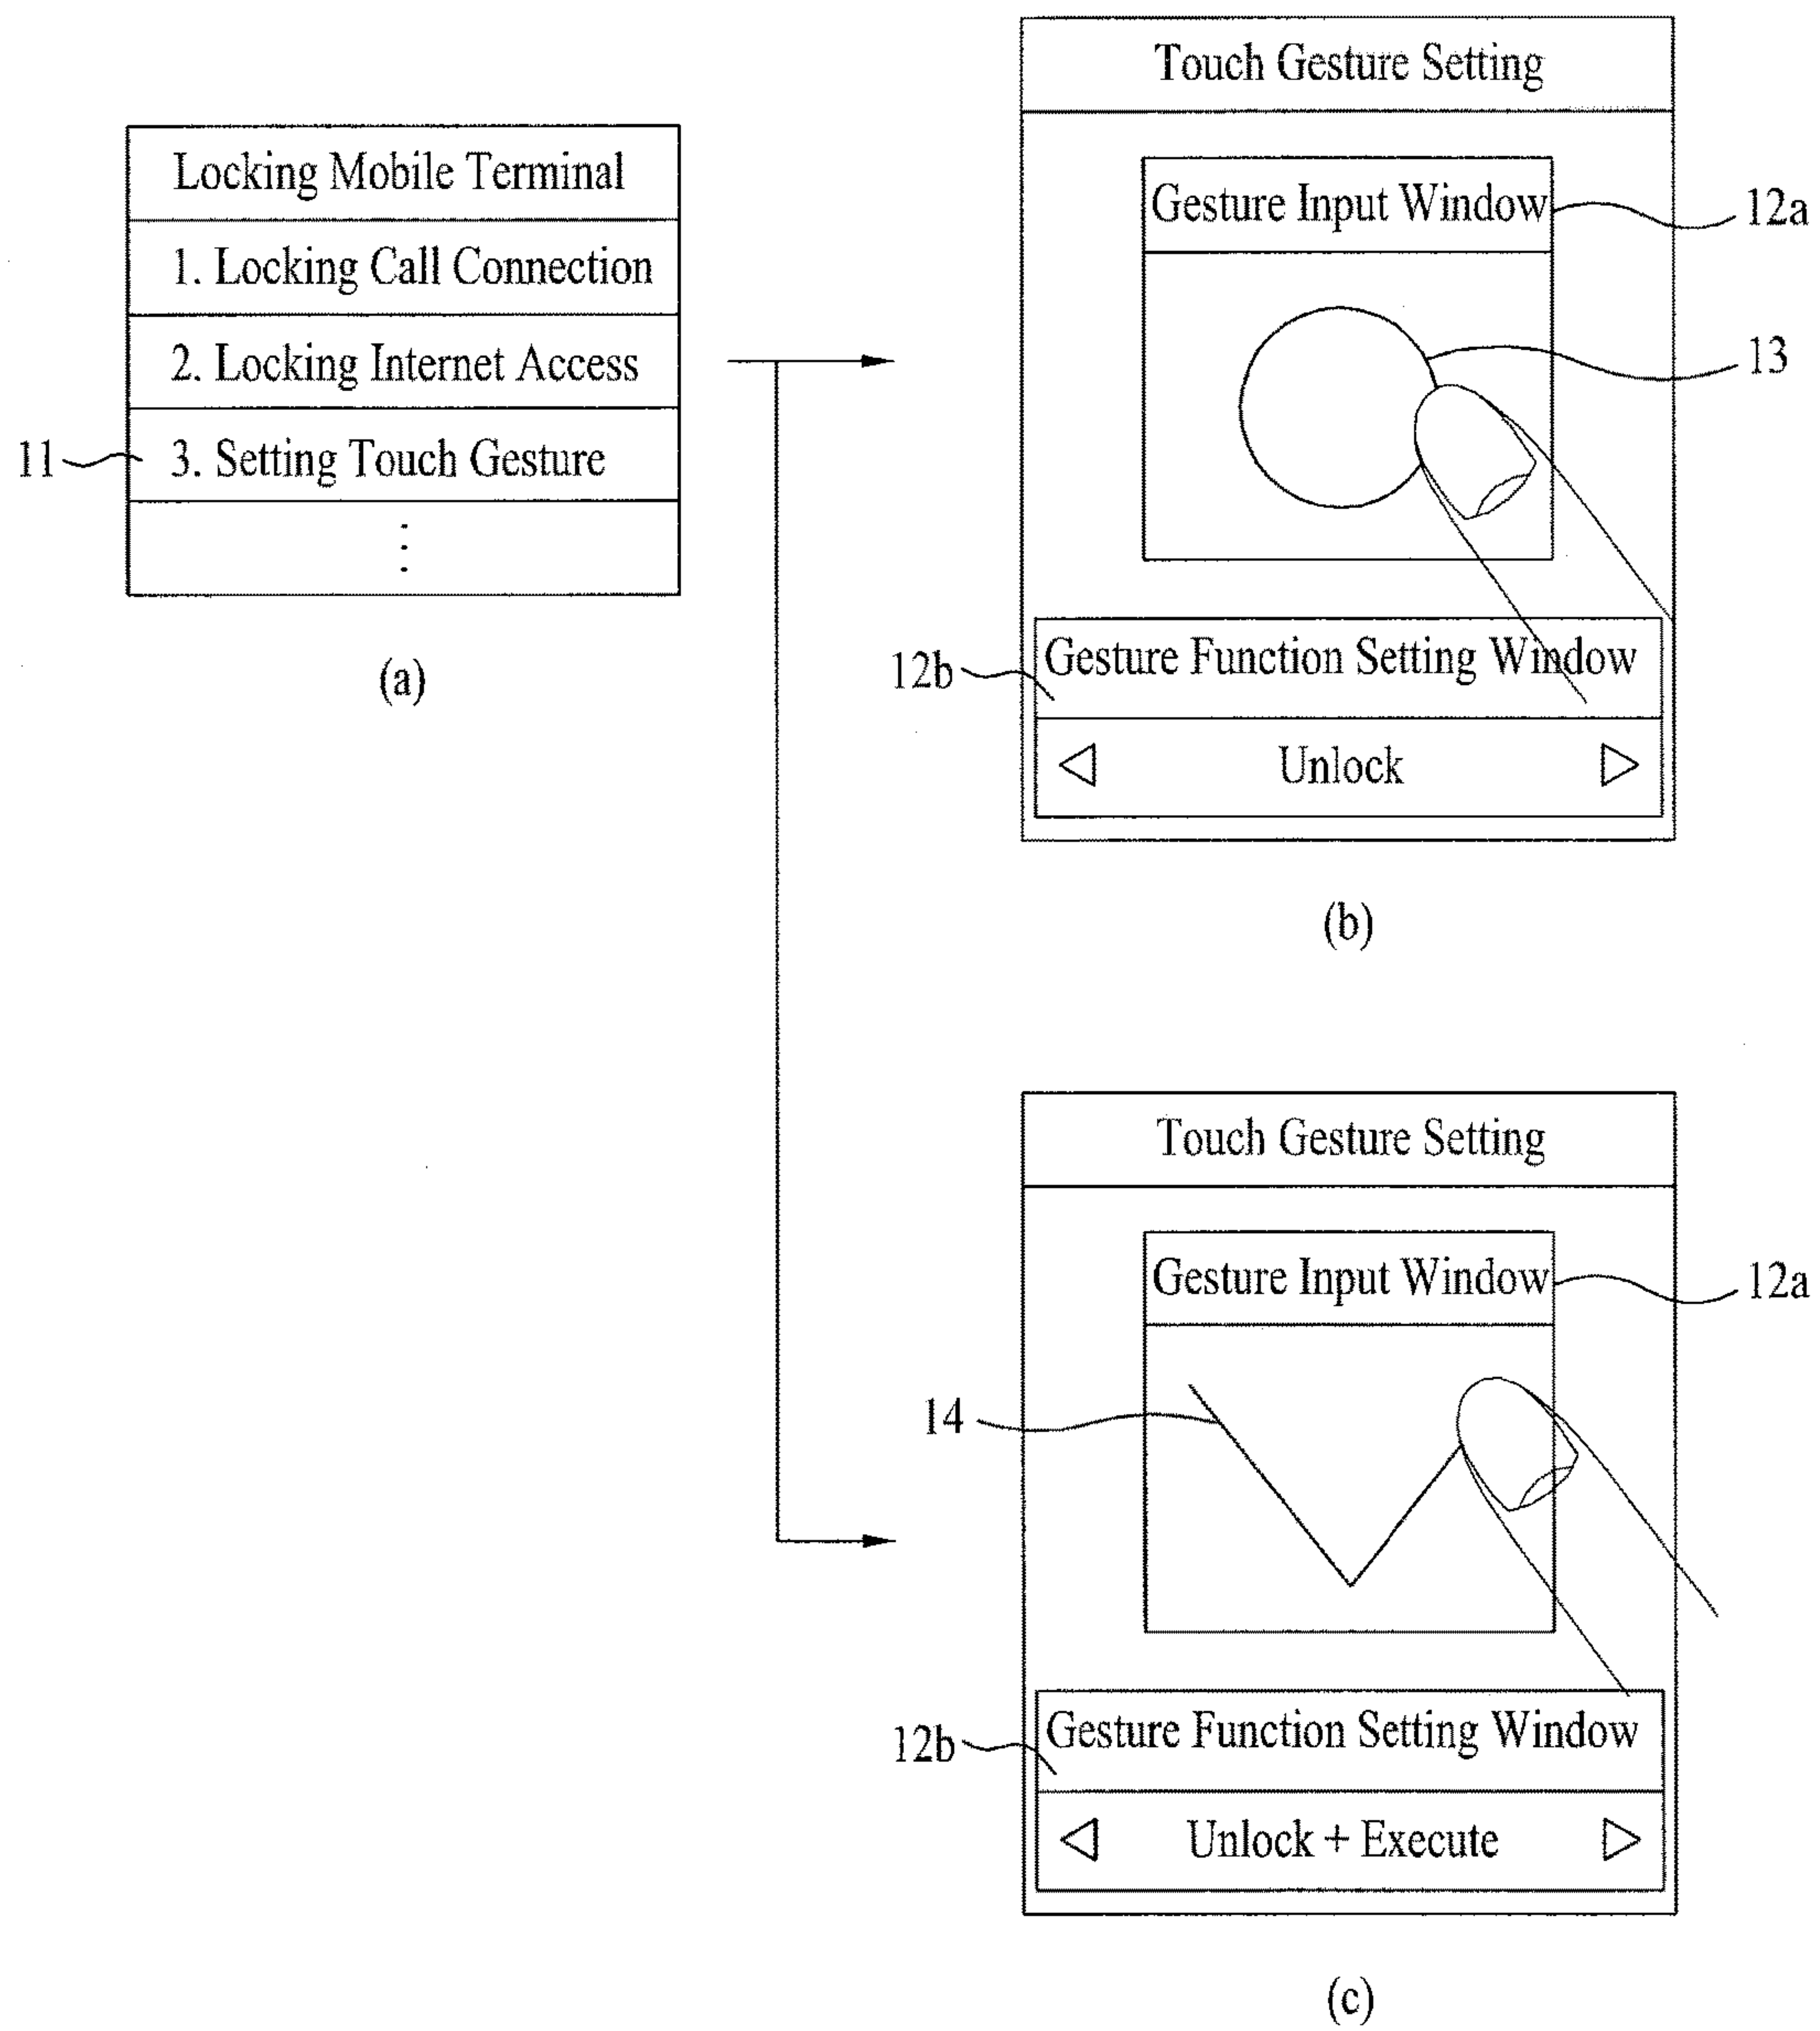 Locking Mobile Terminal
1. Locking Call Connection
2. Locking Internet Access
11
3. Setting Touch Gesture
(a)
Touch Gesture Setting
Gesture Input Window
12a
13
12b
Gesture Function Setting Window
Unlock
(b)
Touch Gesture Setting
Gesture Input Window
12a
14
12b
Gesture Function Setting Window
Unlock + Execute
(c)